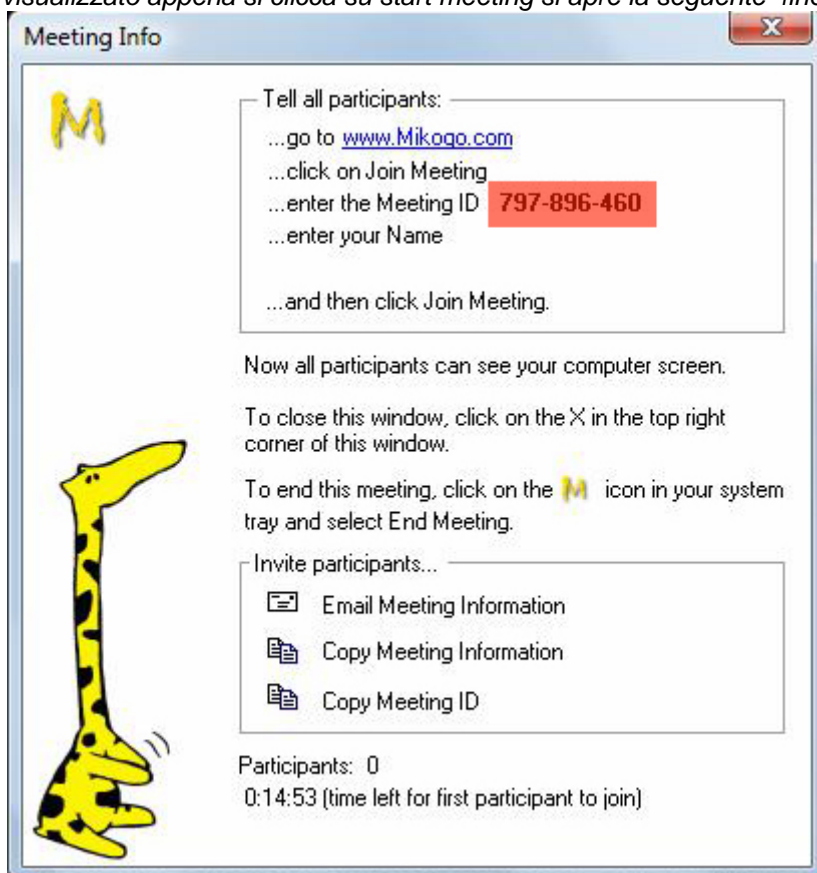 visualizzato appena si clicca su start meeting si apre la seguente
Meeting Info
M
Tell all participants:
...go to www.Mikogo.com
...click on Join Meeting
...enter the Meeting ID 797-896-460
...enter your Name
...and then click Join Meeting.
Now all participants can see your computer screen.
To close this window, click on the X in the top right
corner of this window.
To end this meeting, click on the M icon in your system
tray and select End Meeting.
Invite participants...
Email Meeting Information
Copy Meeting Information
Copy Meeting ID
Participants: 0
0:14:53 (time left for first participant to join)